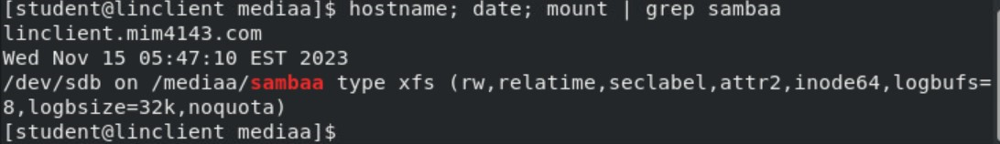 [student@linclient mediaa]$ hostname; date; mount | grep sambaa
linclient.mim4143.com
Wed Nov 15 05:47:10 EST 2023
/dev/sdb on /mediaa/sambaa type xfs (rw,relatime,seclabel,attr2,inode64,logbufs=
8,logbsize=32k,noquota)
[student@linclient mediaa]$